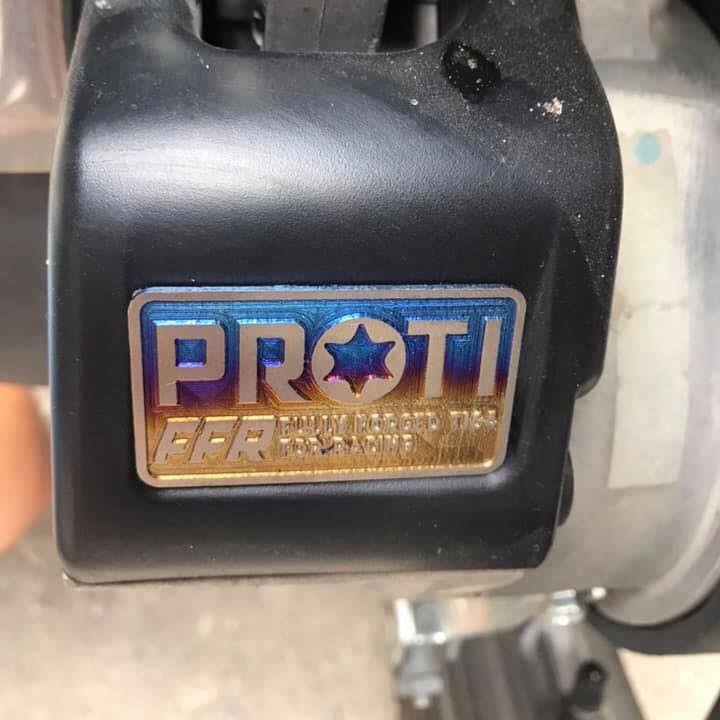 PROTI
FFR FULLY FORGED TI64
FOR RACING